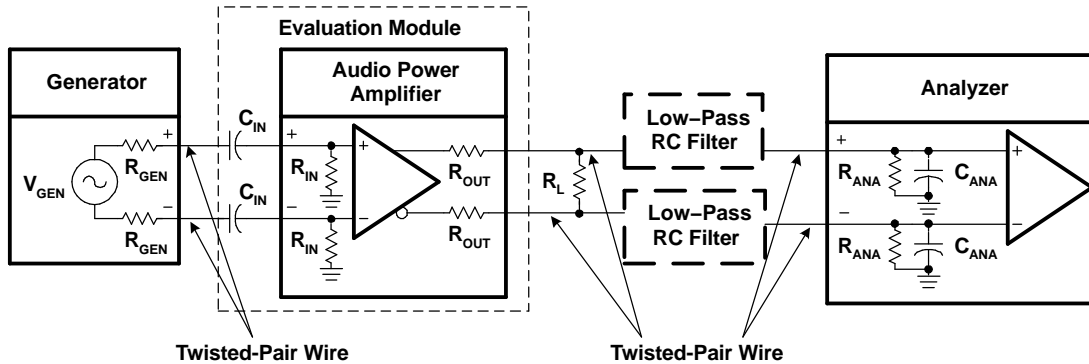 Evaluation Module
Generator
Audio Power
Amplifier
Analyzer
Low–Pass
RC Filter
Low–Pass
RC Filter
V_GEN
R_GEN
R_GEN
+
−
C_IN
C_IN
+
−
R_IN
R_IN
+
−
R_OUT
R_OUT
R_L
+
−
R_ANA
C_ANA
R_ANA
C_ANA
+
−
Twisted-Pair Wire
Twisted-Pair Wire